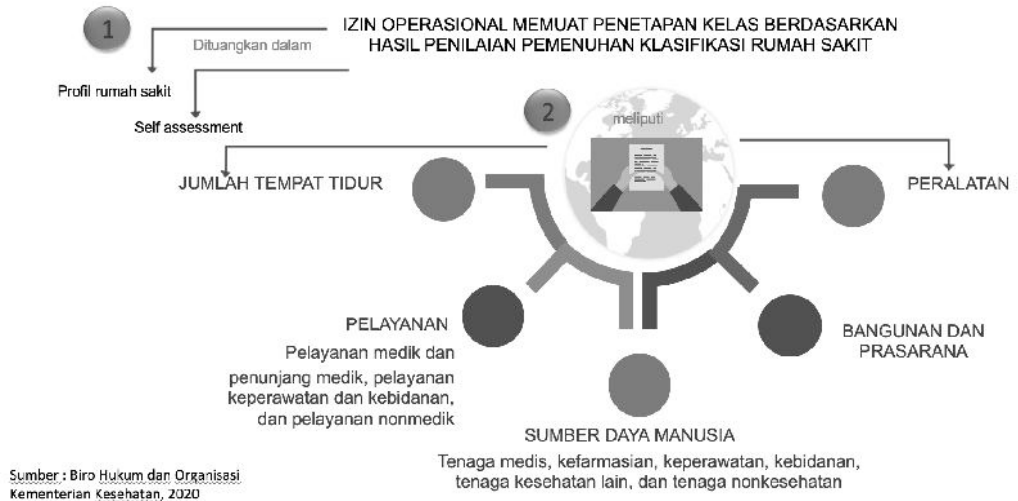 1
IZIN OPERASIONAL MEMUAT PENETAPAN KELAS BERDASARKAN
HASIL PENILAIAN PEMENUHAN KLASIFIKASI RUMAH SAKIT
Dituangkan dalam
Profil rumah sakit
Self assessment
2
meliputi
JUMLAH TEMPAT TIDUR
PERALATAN
PELAYANAN
Pelayanan medik dan
penunjang medik, pelayanan
keperawatan dan kebidanan,
dan pelayanan nonmedik
BANGUNAN DAN
PRASARANA
SUMBER DAYA MANUSIA
Tenaga medis, kefarmasian, keperawatan, kebidanan,
tenaga kesehatan lain, dan tenaga nonkesehatan
Sumber : Biro Hukum dan Organisasi
Kementerian Kesehatan, 2020